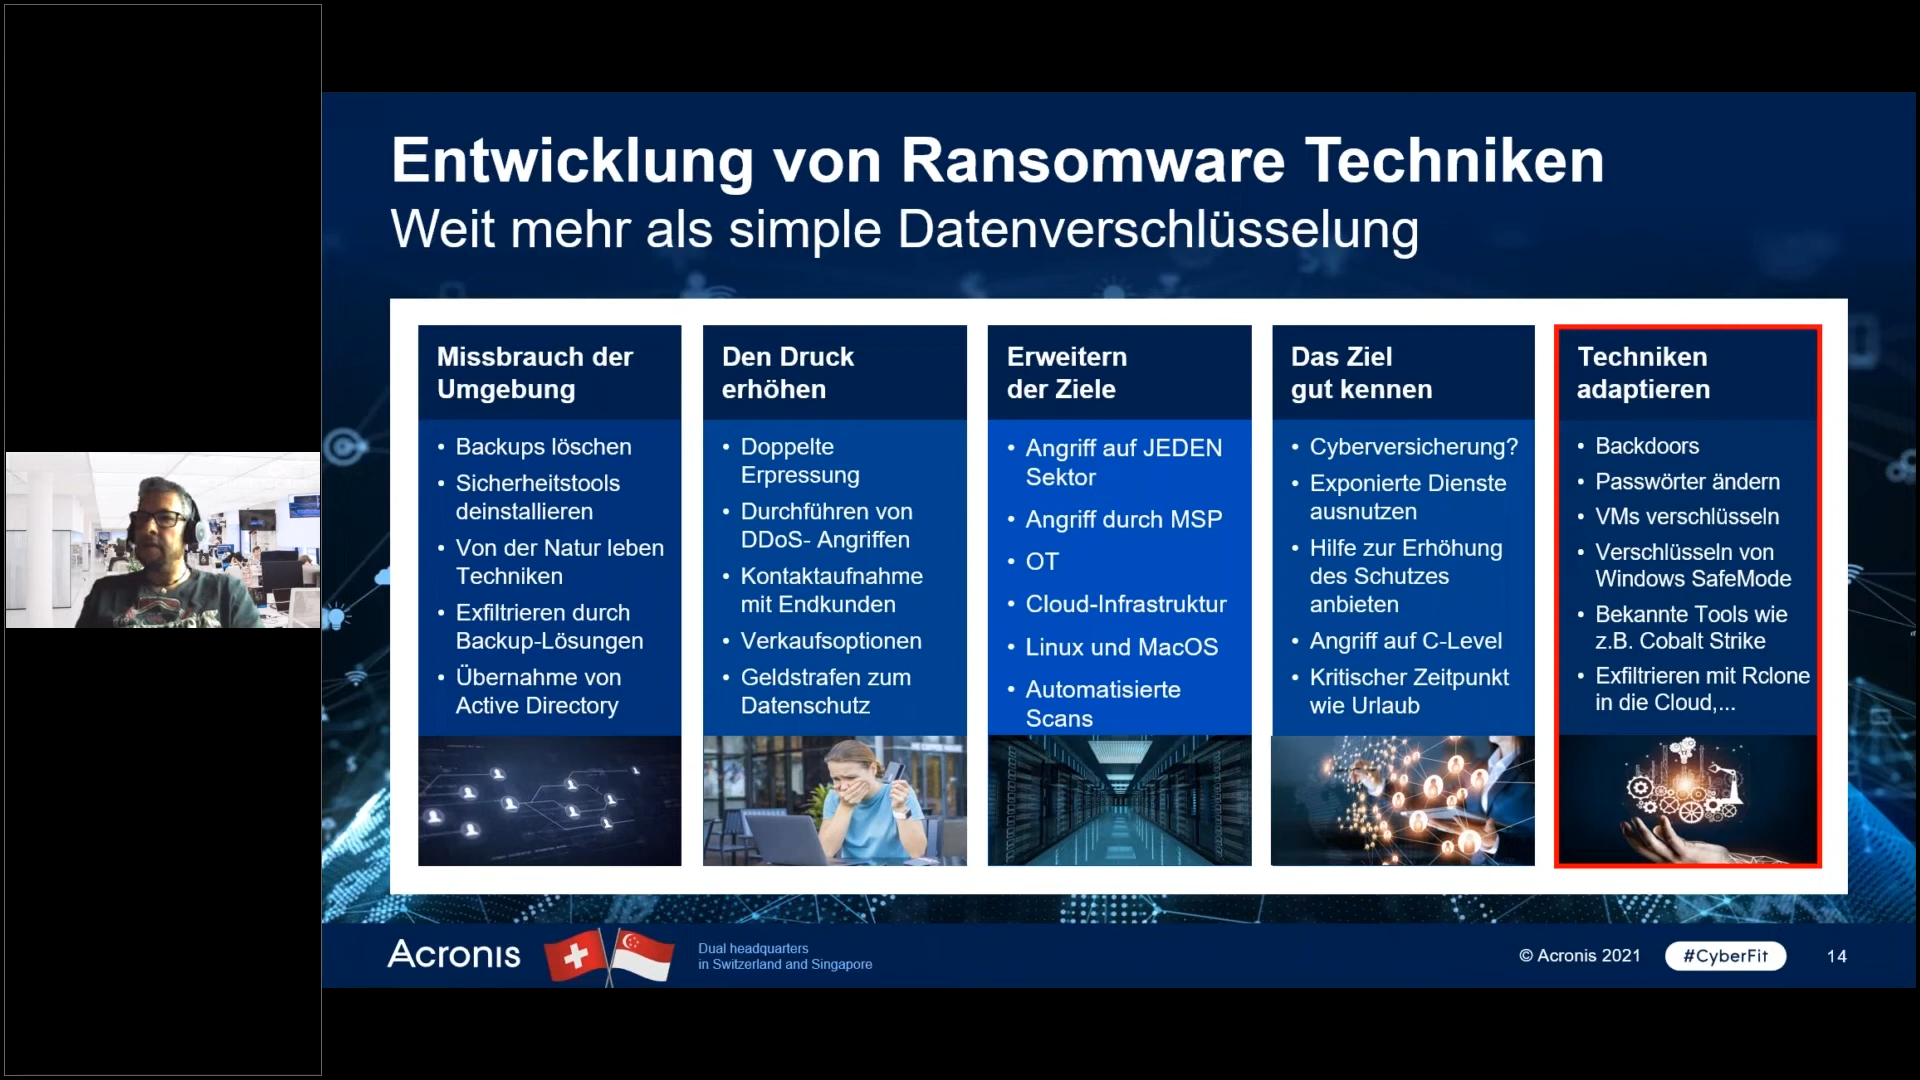 Entwicklung von Ransomware Techniken
Weit mehr als simple Datenverschlüsselung
Missbrauch der
Umgebung
• Backups löschen
• Sicherheitstools
deinstallieren
• Von der Natur leben
Techniken
• Exfiltrieren durch
Backup-Lösungen
• Übernahme von
Active Directory
Den Druck
erhöhen
• Doppelte
Erpressung
• Durchführen von
DDoS- Angriffen
• Kontaktaufnahme
mit Endkunden
• Verkaufsoptionen
• Geldstrafen zum
Datenschutz
Erweitern
der Ziele
• Angriff auf JEDEN
Sektor
• Angriff durch MSP
• OT
• Cloud-Infrastruktur
• Linux und MacOS
• Automatisierte
Scans
Das Ziel
gut kennen
• Cyberversicherung?
• Exponierte Dienste
ausnutzen
• Hilfe zur Erhöhung
des Schutzes
anbieten
• Angriff auf C-Level
• Kritischer Zeitpunkt
wie Urlaub
Techniken
adaptieren
• Backdoors
• Passwörter ändern
• VMs verschlüsseln
• Verschlüsseln von
Windows SafeMode
• Bekannte Tools wie
z.B. Cobalt Strike
• Exfiltrieren mit Rclone
in die Cloud,...
Acronis
Dual headquarters
in Switzerland and Singapore
© Acronis 2021
#CyberFit
14